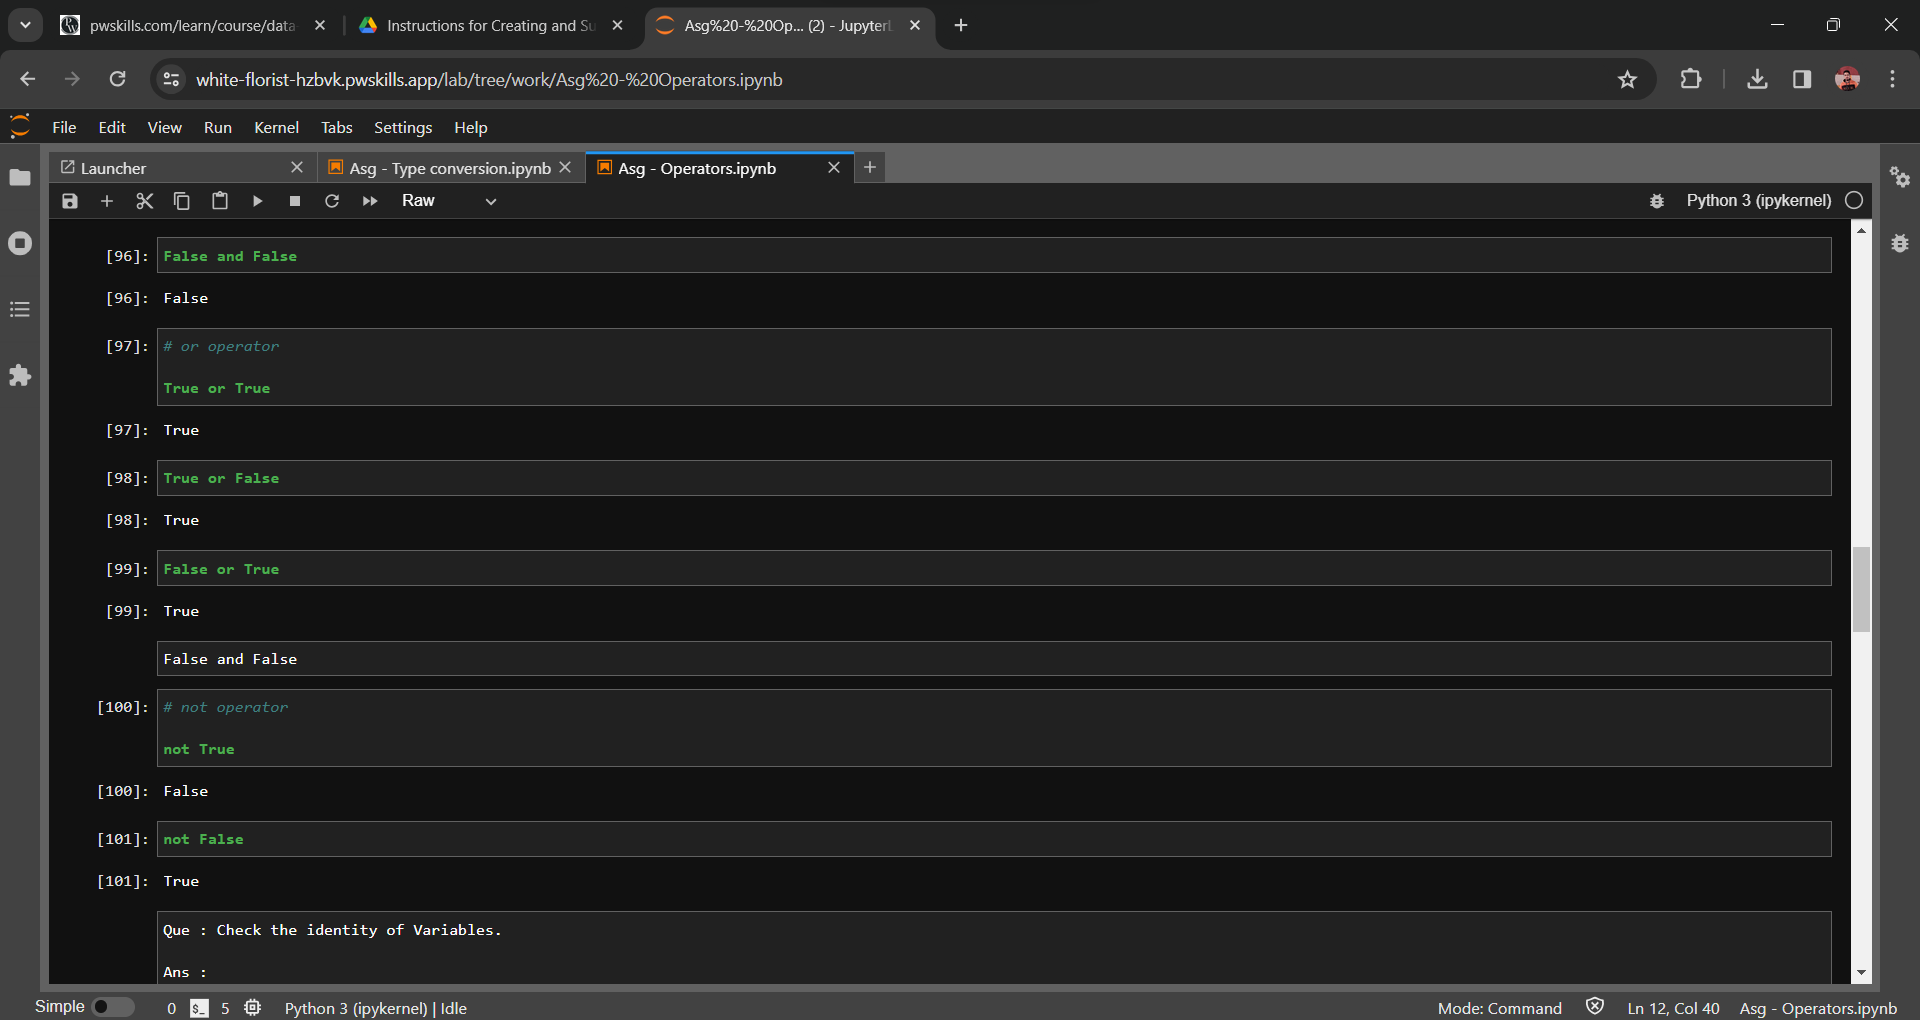 pwskills.com/learn/course/data-
Instructions for Creating and Su
Asg%20-%20Op... (2) - JupyterL
white-florist-hzbvk.pwskills.app/lab/tree/work/Asg%20-%20Operators.ipynb
File Edit View Run Kernel Tabs Settings Help
Launcher
Asg - Type conversion.ipynb
Asg - Operators.ipynb
Raw
Python 3 (ipykernel)
[96]: False and False
[96]: False
[97]: # or operator
True or True
[97]: True
[98]: True or False
[98]: True
[99]: False or True
[99]: True
False and False
[100]: # not operator
not True
[100]: False
[101]: not False
[101]: True
Que : Check the identity of Variables.
Ans :
Simple 0 $_ 5 Python 3 (ipykernel) | Idle Mode: Command Ln 12, Col 40 Asg - Operators.ipynb